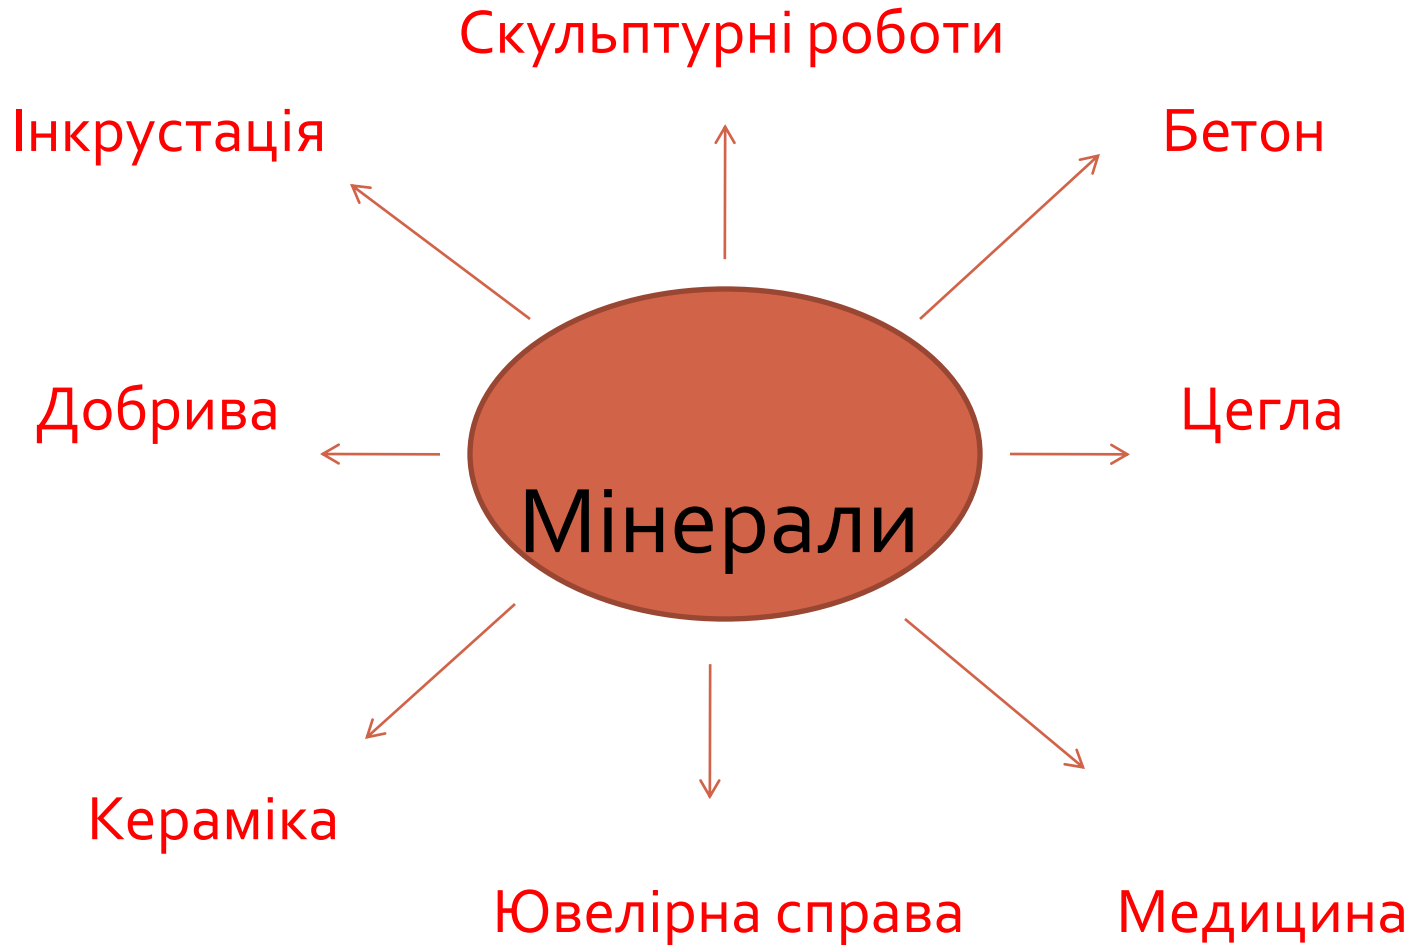 Скульптурні роботи
Інкрустація
Бетон
Добрива
Цегла
Мінерали
Кераміка
Ювелірна справа
Медицина